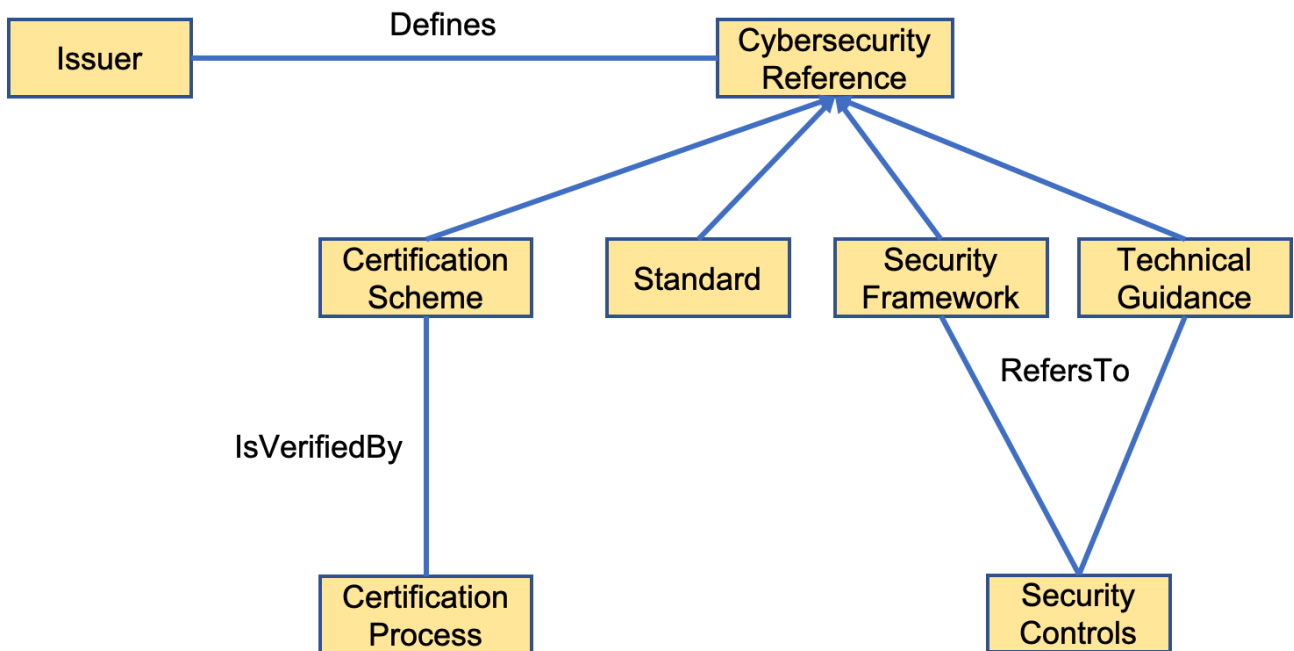 Defines
Issuer
Cybersecurity
Reference
Certification
Scheme
Standard
Security
Framework
Technical
Guidance
RefersTo
IsVerifiedBy
Certification
Process
Security
Controls